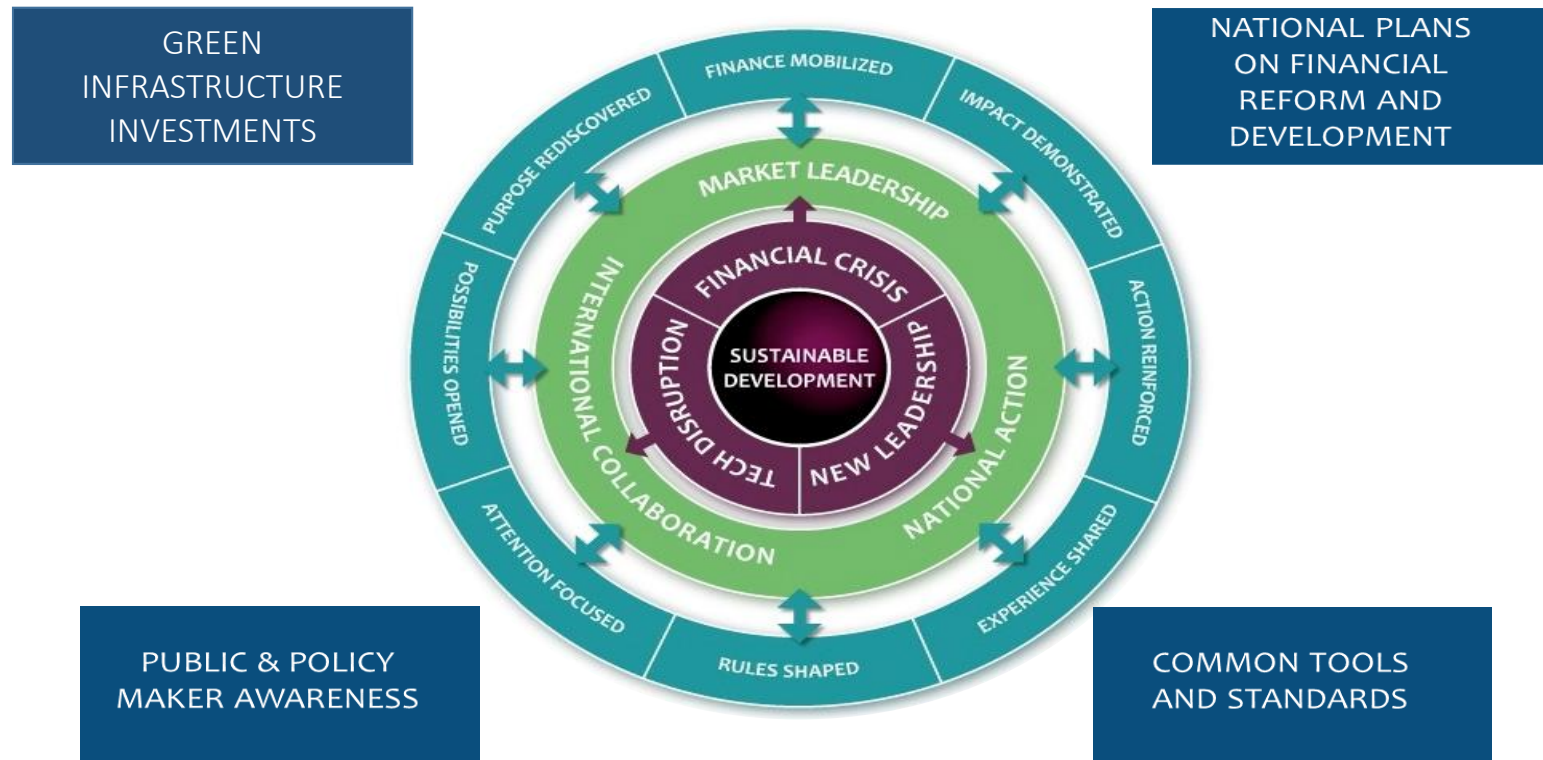 GREEN
INFRASTRUCTURE
INVESTMENTS
NATIONAL PLANS
ON FINANCIAL
REFORM AND
DEVELOPMENT
FINANCE MOBILIZED
IMPACT DEMONSTRATED
ACTION REINFORCED
EXPERIENCE SHARED
RULES SHAPED
ATTENTION FOCUSED
POSSIBILITIES OPENED
PURPOSE REDISCOVERED
MARKET LEADERSHIP
NATIONAL ACTION
INTERNATIONAL COLLABORATION
FINANCIAL CRISIS
NEW LEADERSHIP
TECH DISRUPTION
SUSTAINABLE
DEVELOPMENT
PUBLIC & POLICY
MAKER AWARENESS
COMMON TOOLS
AND STANDARDS